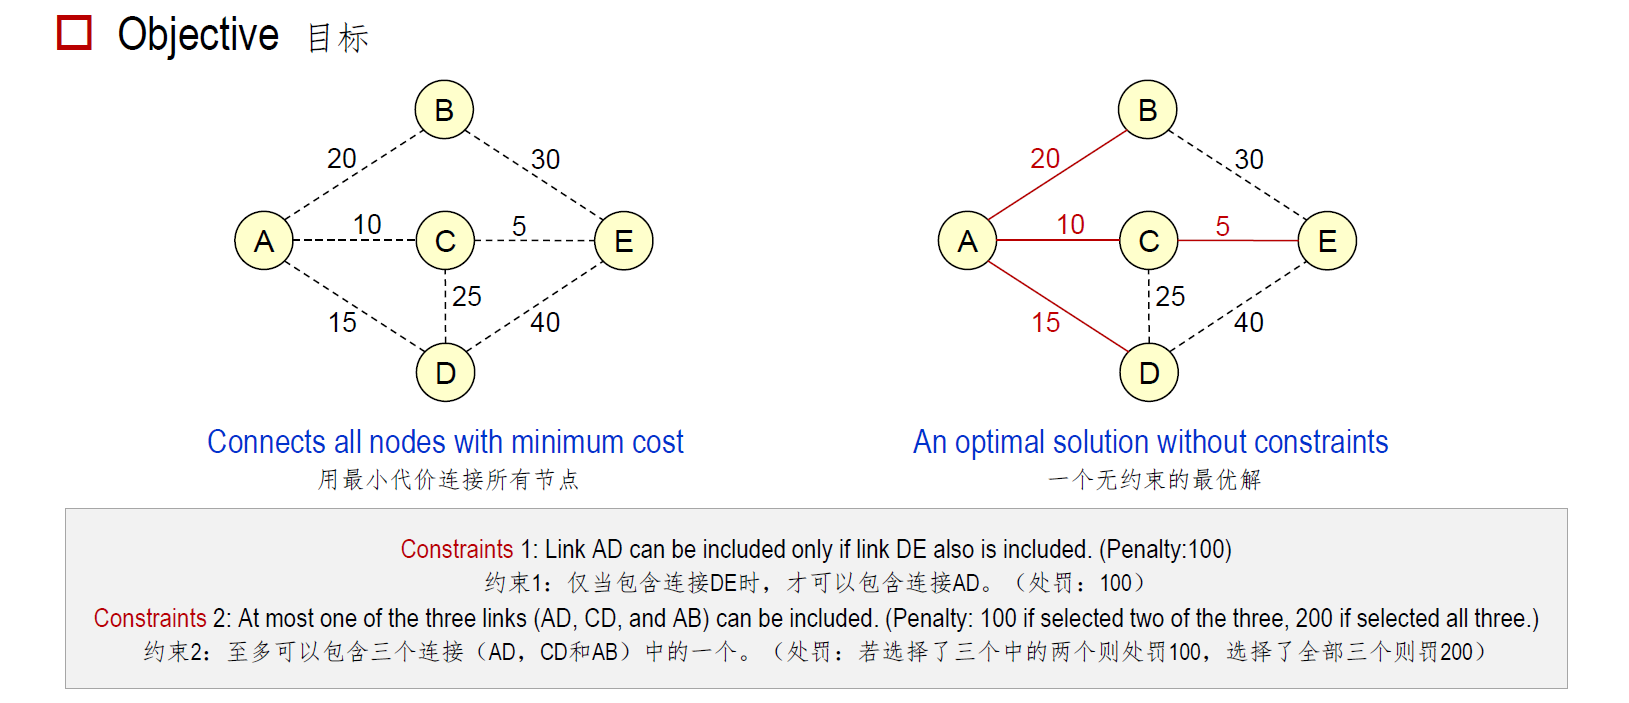 Objective 目标
B
20
30
A
10
C
5
E
25
15
40
D
Connects all nodes with minimum cost
用最小代价连接所有节点
B
20
30
A
10
C
5
E
25
15
40
D
An optimal solution without constraints
一个无约束的最优解
Constraints 1: Link AD can be included only if link DE also is included. (Penalty:100)
约束1：仅当包含连接DE时，才可以包含连接AD。（处罚：100）
Constraints 2: At most one of the three links (AD, CD, and AB) can be included. (Penalty: 100 if selected two of the three, 200 if selected all three.)
约束2：至多可以包含三个连接（AD，CD和AB）中的一个。（处罚：若选择了三个中的两个则处罚100，选择了全部三个则罚200）